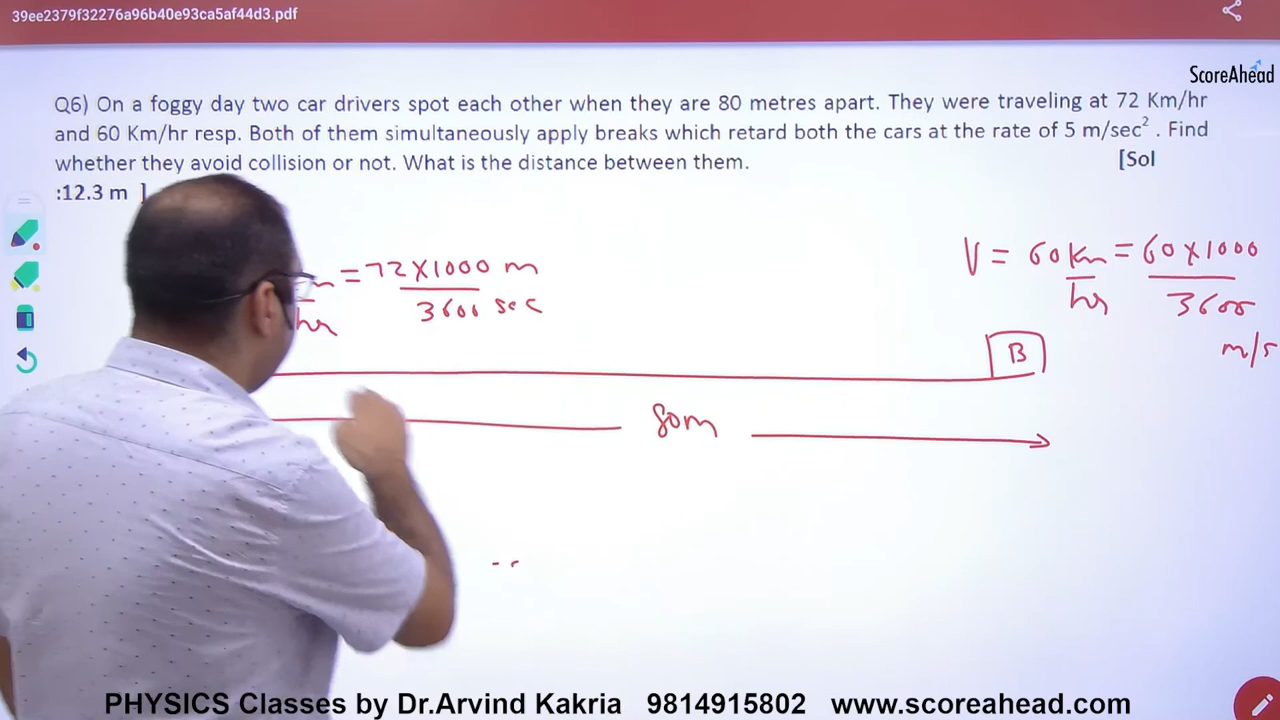 39ee2379f32276a96b40e93ca5af44d3.pdf
ScoreAhead
Q6) On a foggy day two car drivers spot each other when they are 80 metres apart. They were traveling at 72 Km/hr
and 60 Km/hr resp. Both of them simultaneously apply breaks which retard both the cars at the rate of 5 m/sec². Find
whether they avoid collision or not. What is the distance between them. [Sol
:12.3 m ]
= 72 X 1000 m
hr 3600 sec
V = 60 Km = 60 X 1000
hr 3600
m/s
B
80m
PHYSICS Classes by Dr.Arvind Kakria 9814915802 www.scoreahead.com